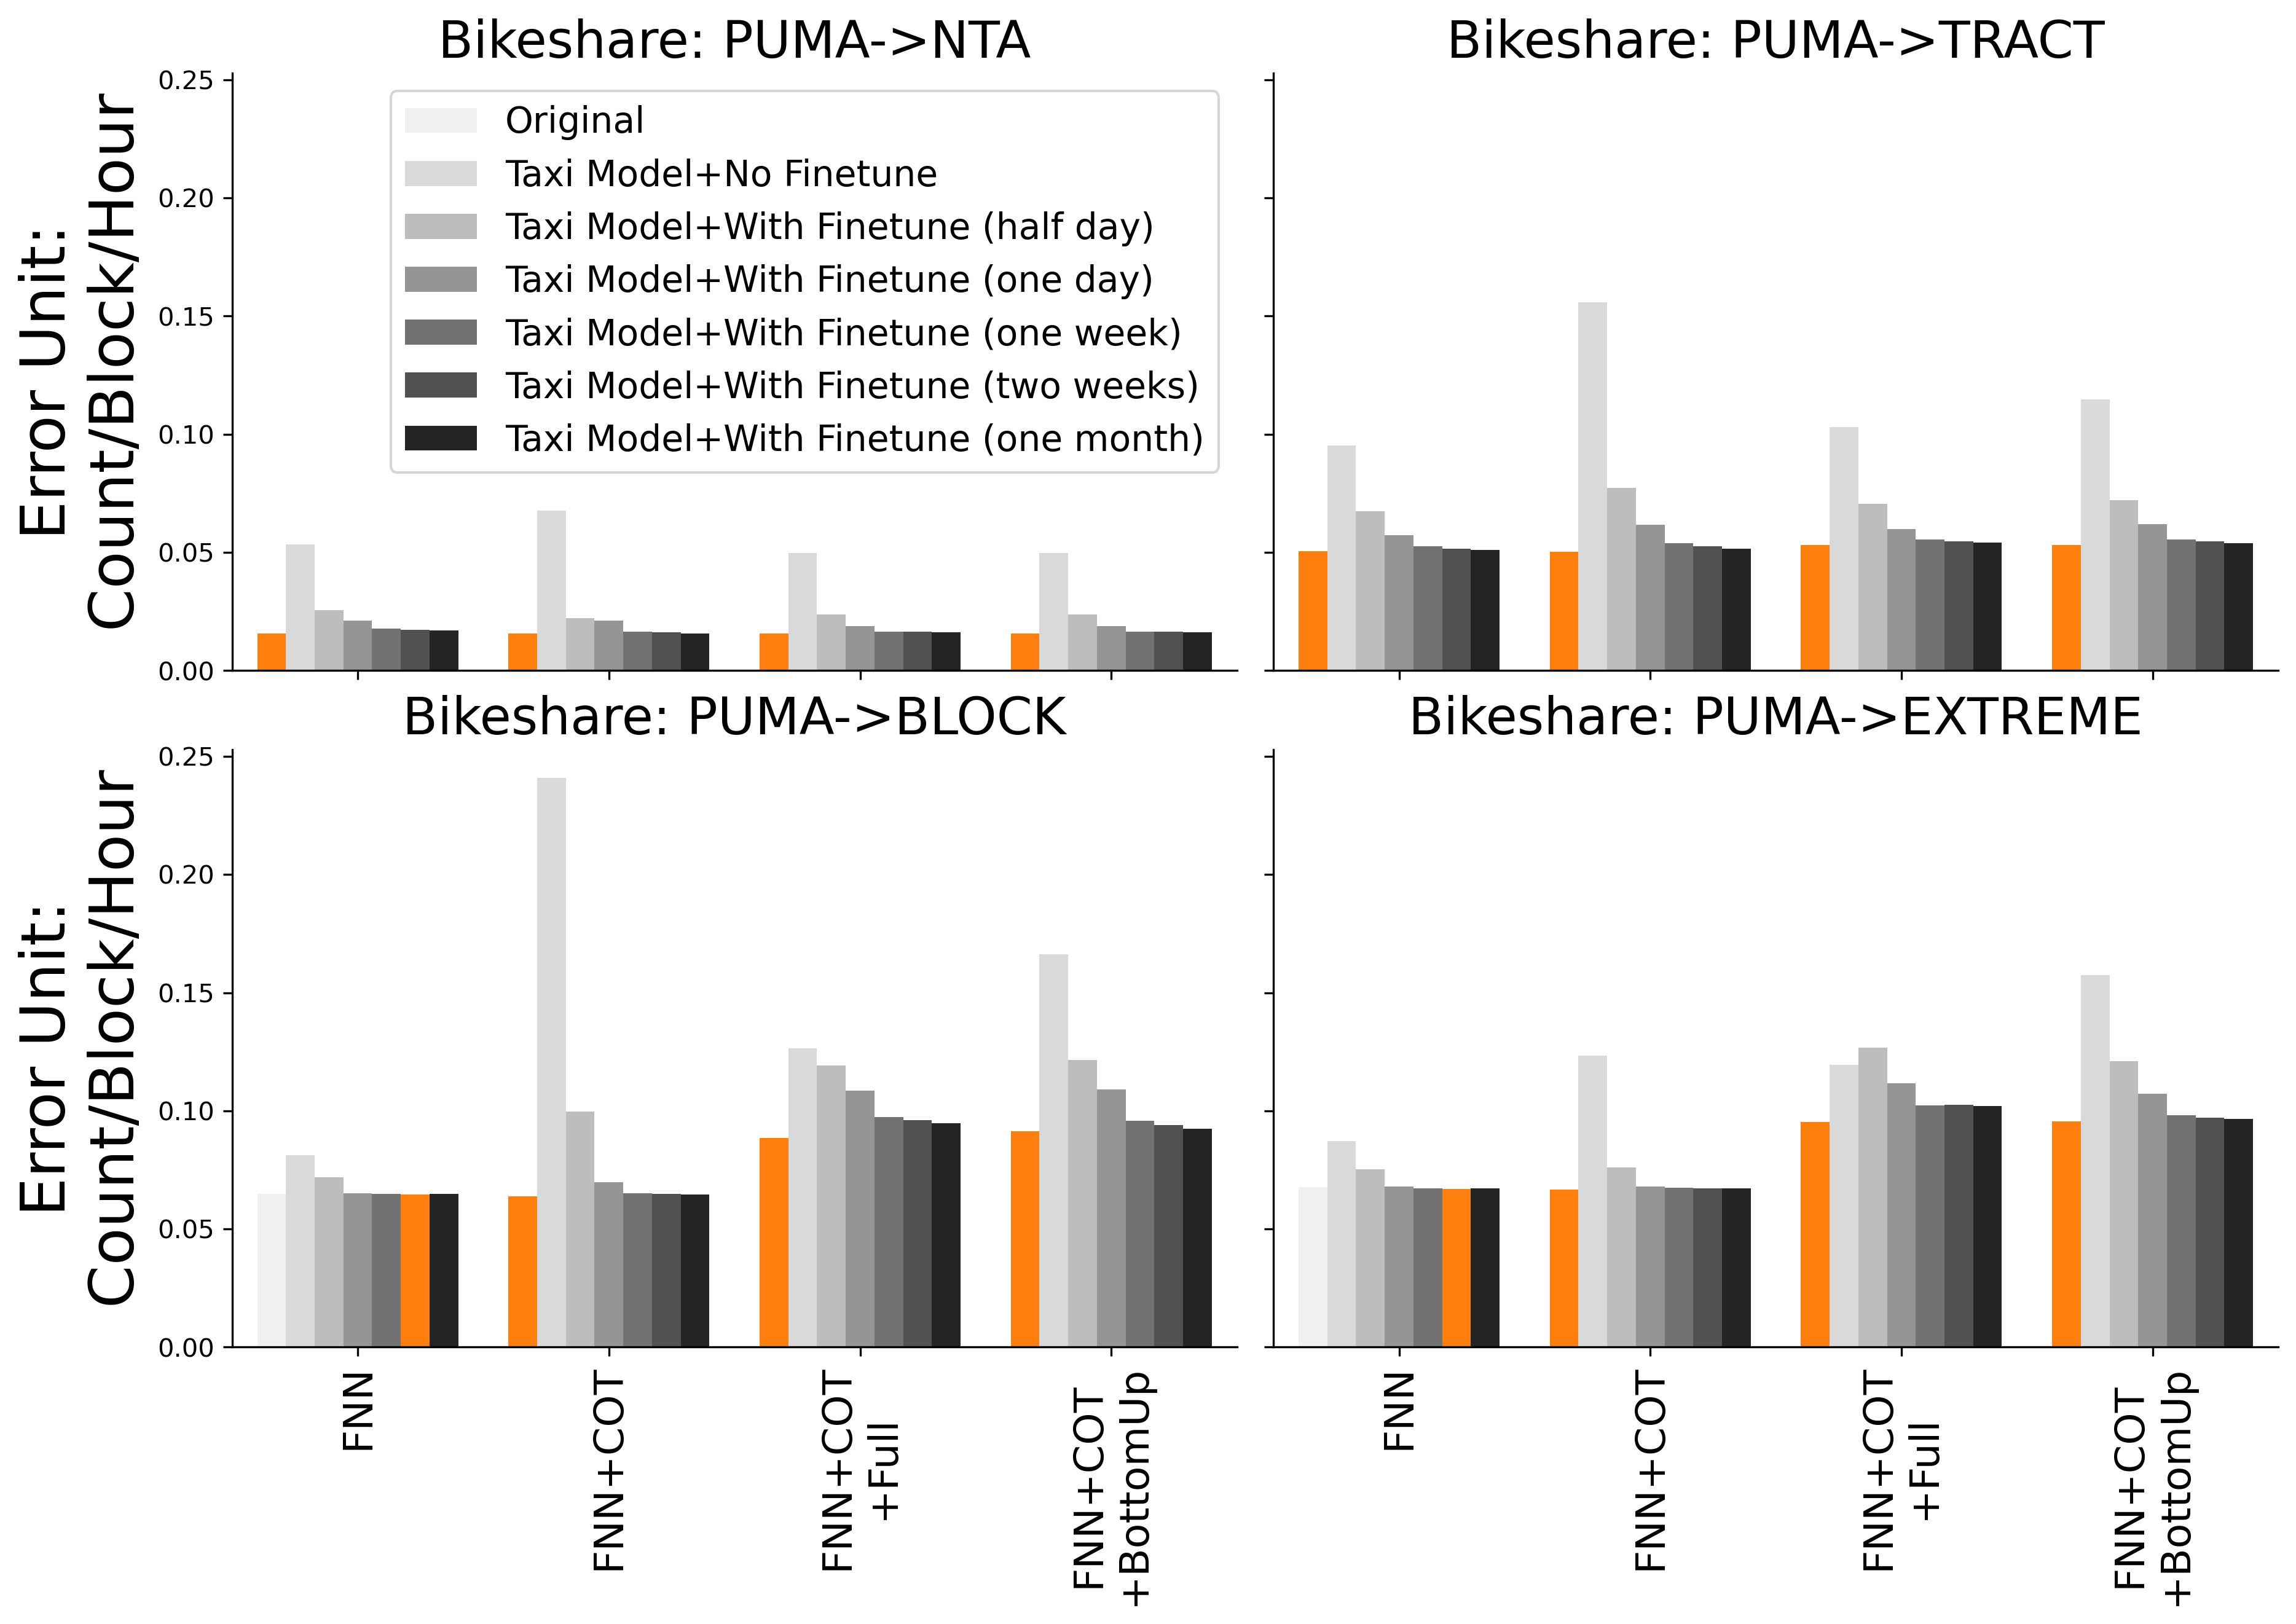 Bikeshare: PUMA->NTA
Error Unit:
Count/Block/Hour
0.25
0.20
0.15
0.10
0.05
0.00
Original
Taxi Model+No Finetune
Taxi Model+With Finetune (half day)
Taxi Model+With Finetune (one day)
Taxi Model+With Finetune (one week)
Taxi Model+With Finetune (two weeks)
Taxi Model+With Finetune (one month)
Bikeshare: PUMA->TRACT
Bikeshare: PUMA->BLOCK
Error Unit:
Count/Block/Hour
0.25
0.20
0.15
0.10
0.05
0.00
FNN
FNN+COT
FNN+COT
+Full
FNN+COT
+BottomUp
Bikeshare: PUMA->EXTREME
FNN
FNN+COT
FNN+COT
+Full
FNN+COT
+BottomUp